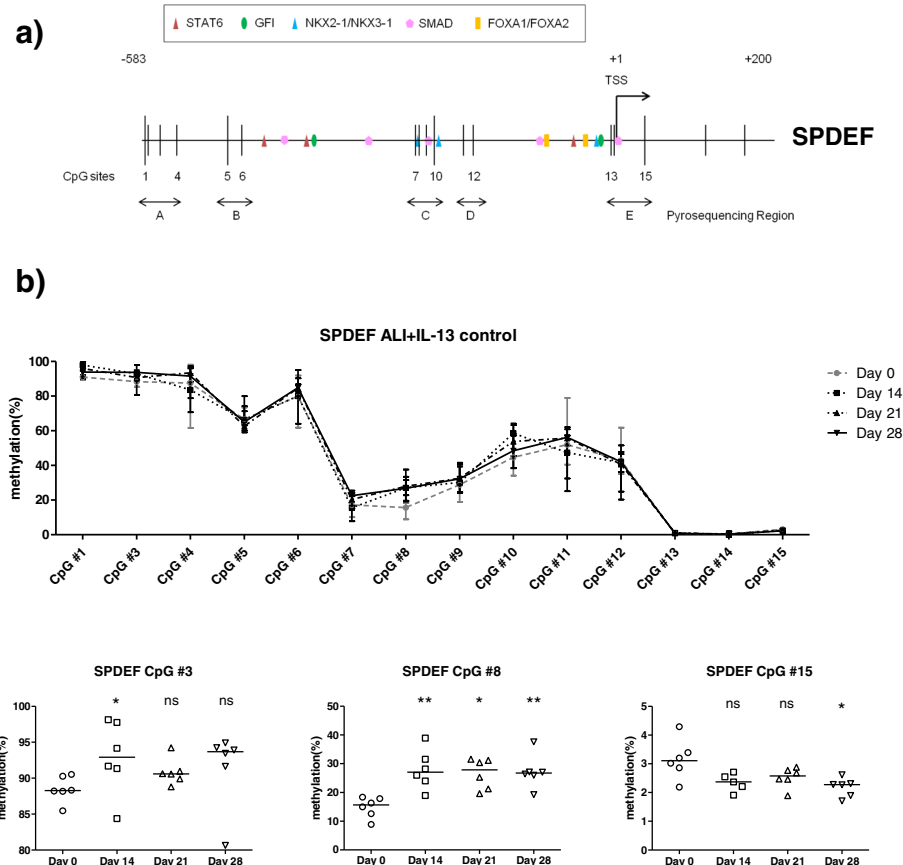 a)
STAT6 GFI NKX2-1/NKX3-1 SMAD FOXA1/FOXA2
-583 +1 +200
TSS
SPDEF
CpG sites 1 4 5 6 7 10 12 13 15
A B C D E Pyrosequencing Region
b)
SPDEF ALI+IL-13 control
methylation(%)
100
80
60
40
20
0
CpG #1 CpG #3 CpG #4 CpG #5 CpG #6 CpG #7 CpG #8 CpG #9 CpG #10 CpG #11 CpG #12 CpG #13 CpG #14 CpG #15
Day 0
Day 14
Day 21
Day 28
SPDEF CpG #3
* ns ns
methylation(%)
100
95
90
85
80
Day 0 Day 14 Day 21 Day 28
SPDEF CpG #8
** * **
methylation(%)
50
40
30
20
10
0
Day 0 Day 14 Day 21 Day 28
SPDEF CpG #15
ns ns *
methylation(%)
5
4
3
2
1
0
Day 0 Day 14 Day 21 Day 28